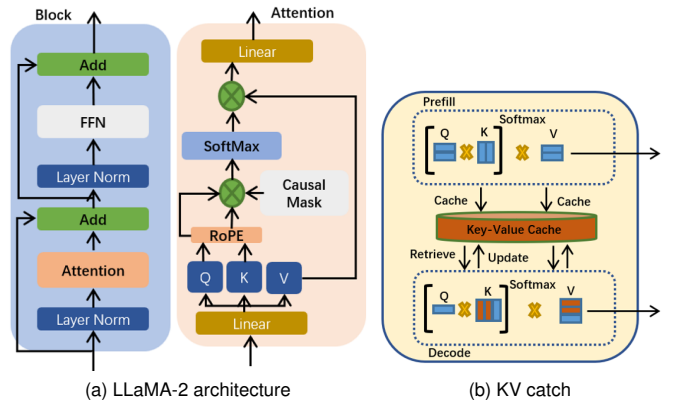 Block
Add
FFN
Layer Norm
Add
Attention
Layer Norm
Attention
Linear
SoftMax
Causal
Mask
RoPE
Q K V
Linear
(a) LLaMA-2 architecture
Prefill
Softmax
Q K V
Cache Cache
Key-Value Cache
Retrieve Update
Softmax
Q K V
Decode
(b) KV catch